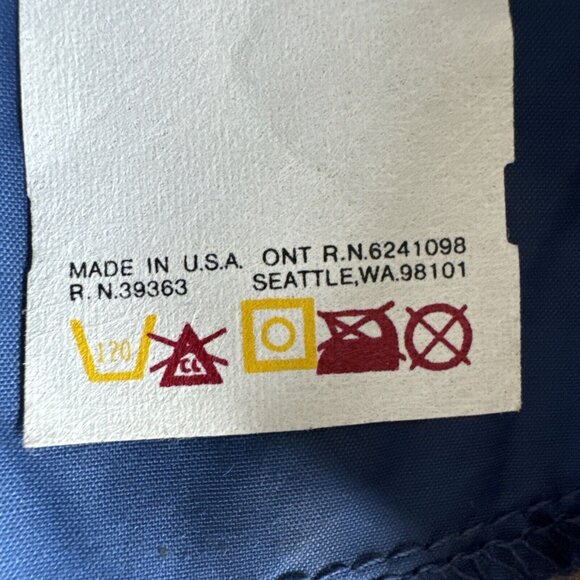 MADE IN U.S.A. ONT R.N.6241098
R.N.39363 SEATTLE,WA.98101
120 CL